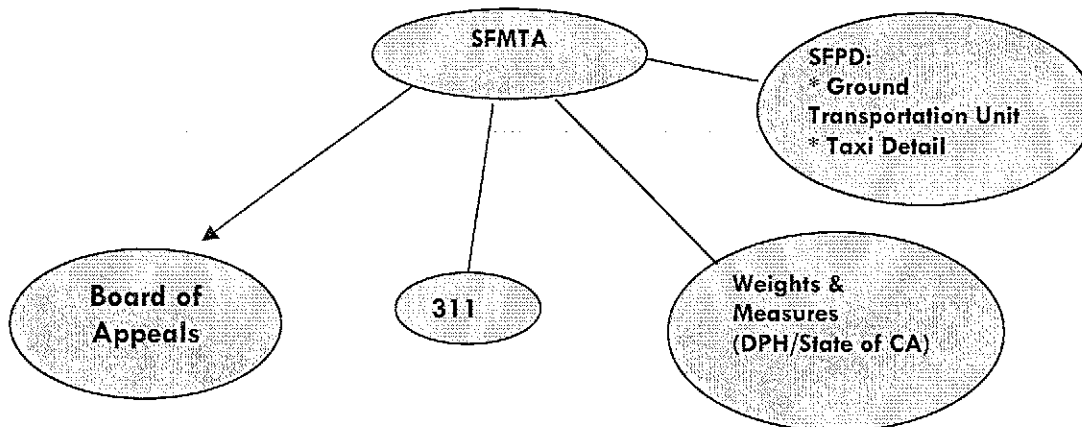 SFMTA
SFPD:
* Ground
Transportation Unit
* Taxi Detail
Board of
Appeals
311
Weights &
Measures
(DPH/State of CA)